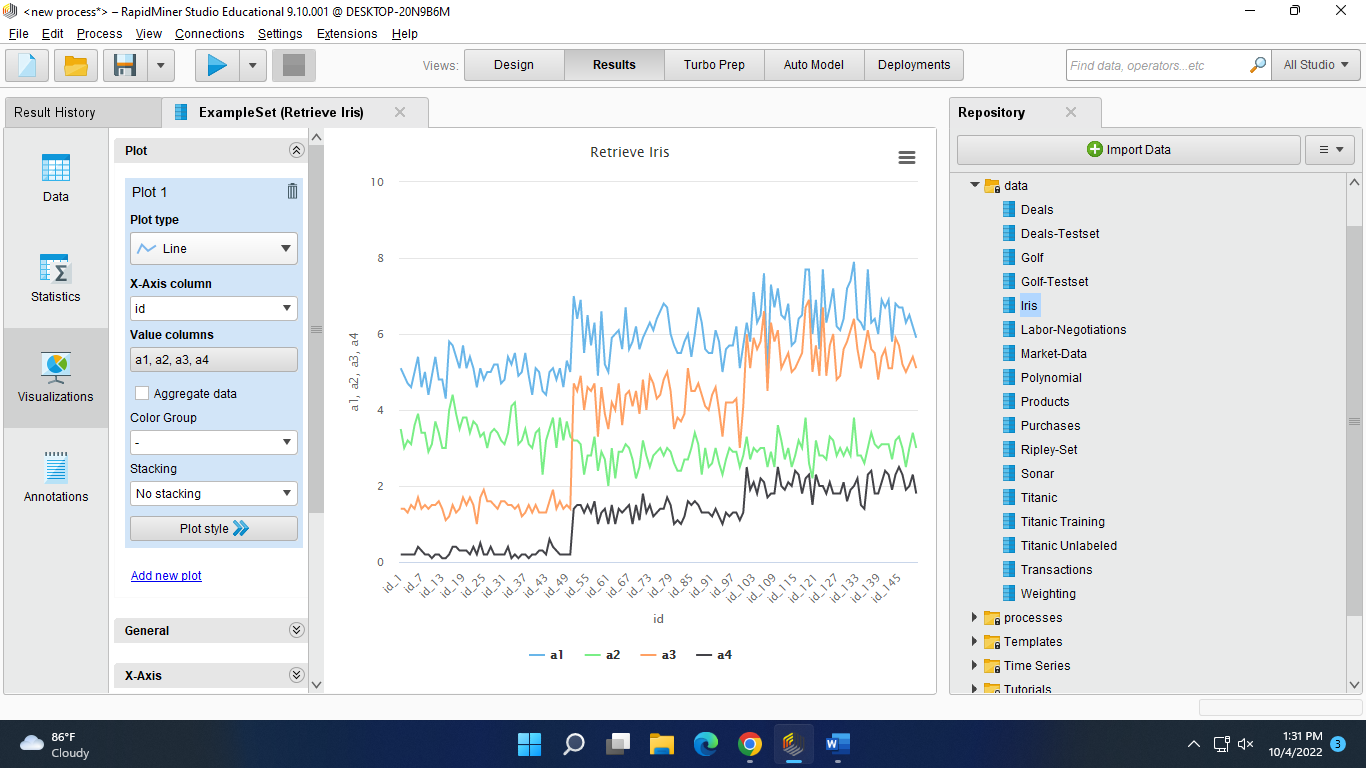 <new process*> – RapidMiner Studio Educational 9.10.001 @ DESKTOP-20N9B6M
File Edit Process View Connections Settings Extensions Help
Views: Design Results Turbo Prep Auto Model Deployments
Find data, operators...etc
All Studio
Result History
ExampleSet (Retrieve Iris)
Data
Statistics
Visualizations
Annotations
Plot
Plot 1
Plot type
Line
X-Axis column
id
Value columns
a1, a2, a3, a4
Aggregate data
Color Group
-
Stacking
No stacking
Plot style
Add new plot
General
X-Axis
Retrieve Iris
a1, a2, a3, a4
10
8
6
4
2
0
id_1 id_7 id_13 id_19 id_25 id_31 id_37 id_43 id_49 id_55 id_61 id_67 id_73 id_79 id_85 id_91 id_97 id_103 id_109 id_115 id_121 id_127 id_133 id_139 id_145
id
a1 a2 a3 a4
Repository
Import Data
data
Deals
Deals-Testset
Golf
Golf-Testset
Iris
Labor-Negotiations
Market-Data
Polynomial
Products
Purchases
Ripley-Set
Sonar
Titanic
Titanic Training
Titanic Unlabeled
Transactions
Weighting
processes
Templates
Time Series
Tutorials
86°F
Cloudy
1:31 PM
10/4/2022
3